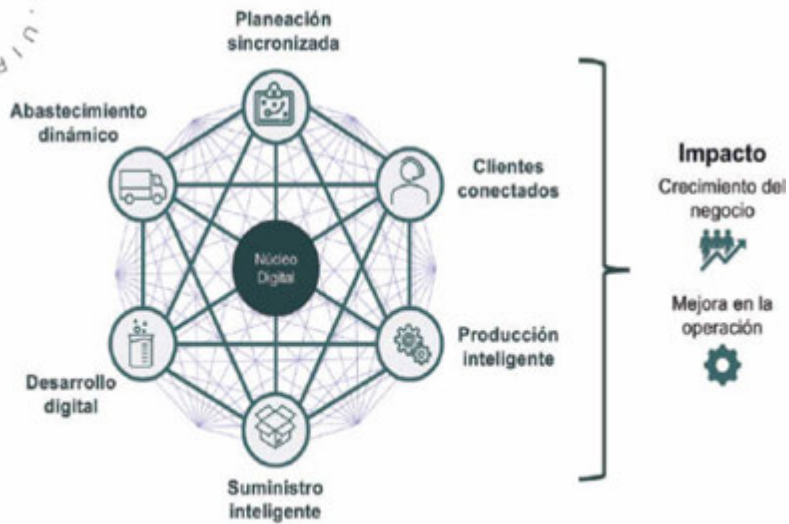 Planeación
sincronizada
Abastecimiento
dinámico
Clientes
conectados
Núcleo
Digital
Producción
inteligente
Desarrollo
digital
Suministro
inteligente
Impacto
Crecimiento del
negocio
Mejora en la
operación